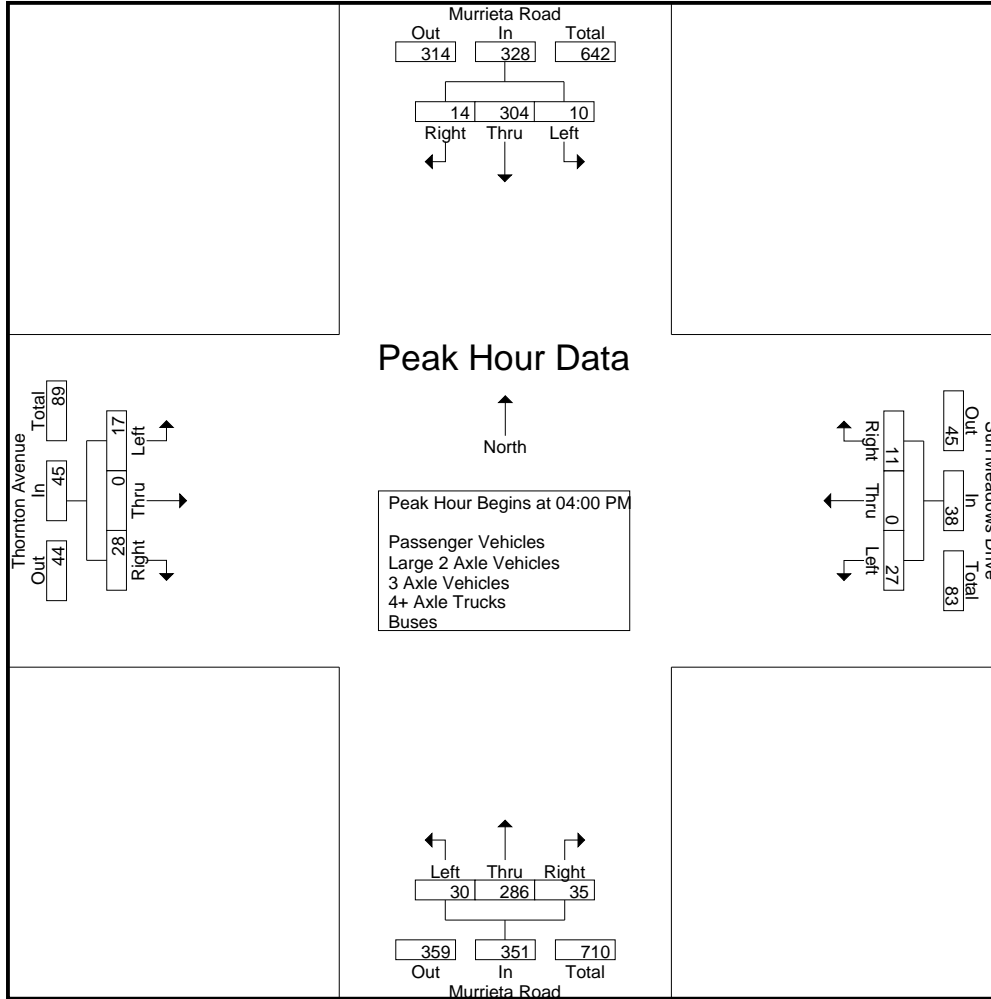 Murrieta Road
Out In Total
314 328 642
14 304 10
Right Thru Left
Peak Hour Data
North
Peak Hour Begins at 04:00 PM
Passenger Vehicles
Large 2 Axle Vehicles
3 Axle Vehicles
4+ Axle Trucks
Buses
Thornton Avenue
Out In Total
44 45 89
28 0 17
Right Thru Left
Sun Meadows Drive
Out In Total
45 38 83
11 0 27
Right Thru Left
Left Thru Right
30 286 35
359 351 710
Out In Total
Murrieta Road